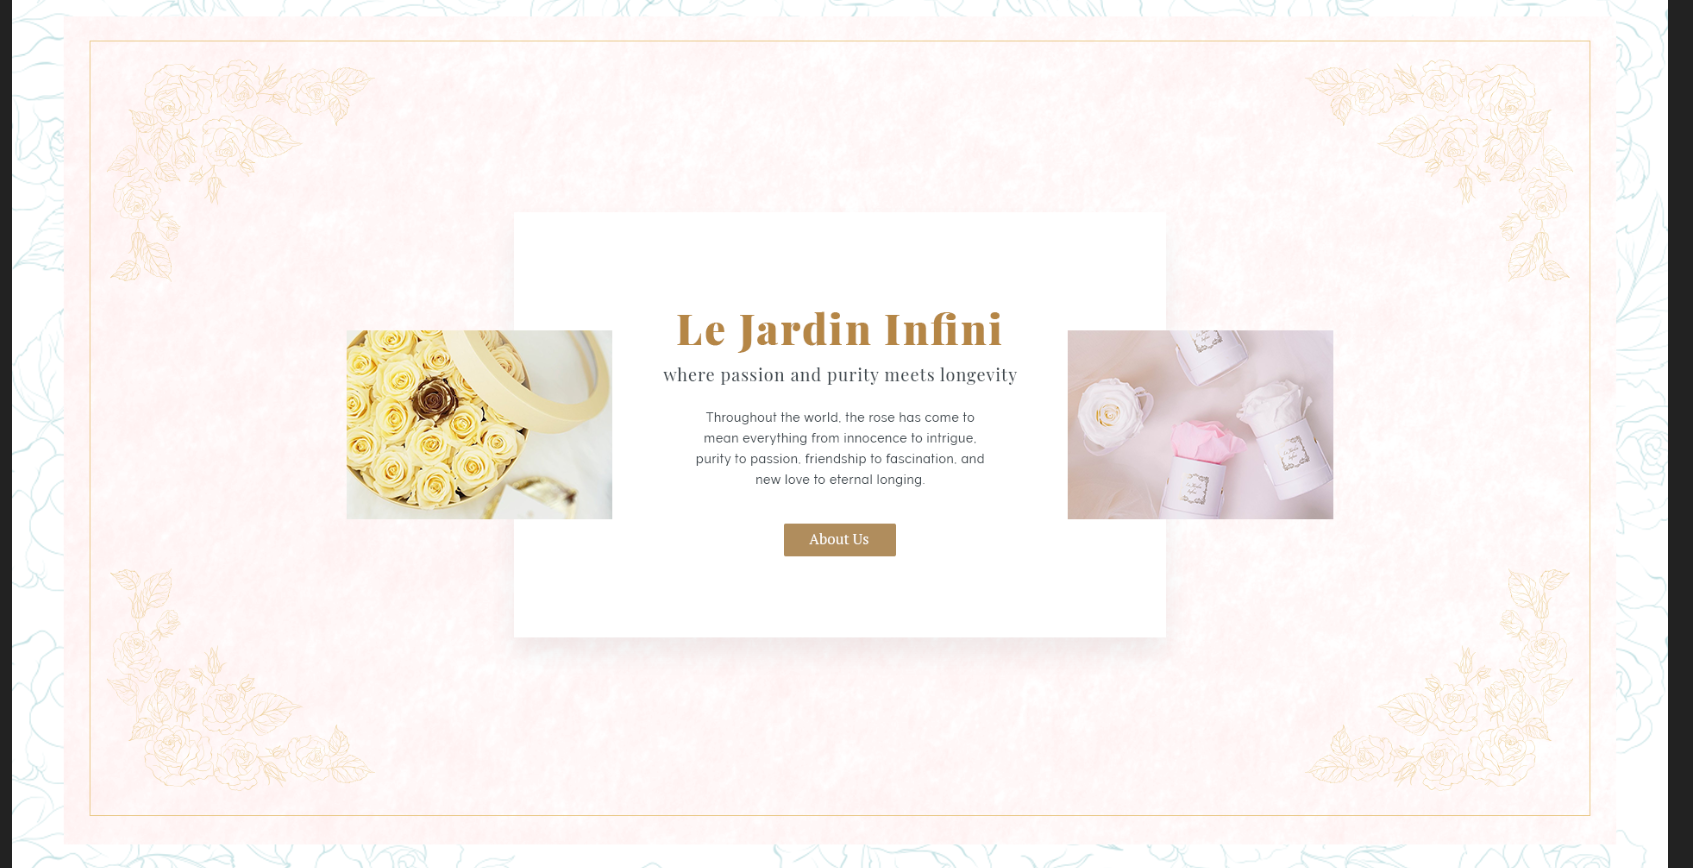 Le Jardin Infini
where passion and purity meets longevity
Throughout the world, the rose has come to
mean everything from innocence to intrigue,
purity to passion, friendship to fascination, and
new love to eternal longing.
About Us